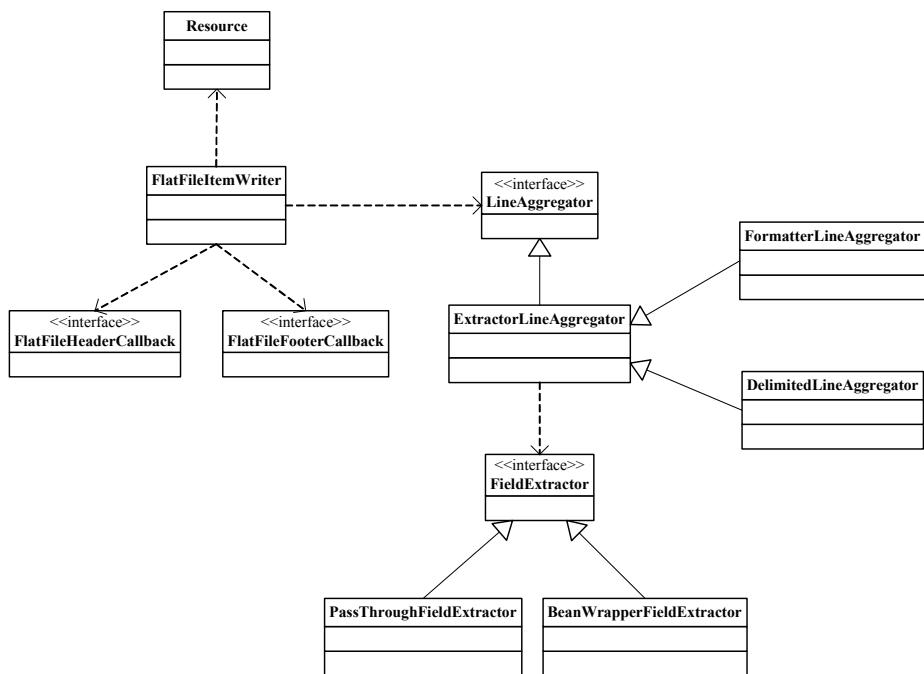 Resource
FlatFileItemWriter
<<interface>>
LineAggregator
FormatterLineAggregator
<<interface>>
FlatFileHeaderCallback
<<interface>>
FlatFileFooterCallback
ExtractorLineAggregator
DelimitedLineAggregator
<<interface>>
FieldExtractor
PassThroughFieldExtractor
BeanWrapperFieldExtractor